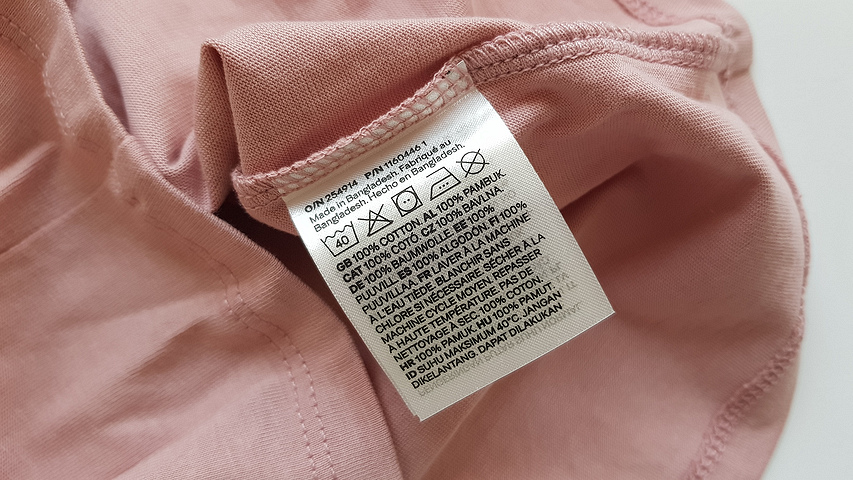 O/N 254914 P/N 1160446 1
Made in Bangladesh. Fabriqué au
Bangladesh. Hecho en Bangladesh.
40
GB 100% COTTON AL 100% PAMBUK.
CAT 100% COTÓ. CZ 100% BAVLNA.
DE 100% BAUMWOLLE EE 100%
PUUVILL. ES 100% ALGODÓN. FI 100%
PUUVILLAA. FR LAVER À LA MACHINE
À L'EAU TIÈDE BLANCHIR SANS
CHLORE SI NÉCESSAIRE. SÉCHER À LA
MACHINE CYCLE MOYEN. REPASSER
À HAUTE TEMPÉRATURE. PAS DE
NETTOYAGE A SEC. 100% COTON.
HR 100% PAMUK. HU 100% PAMUT.
ID SUHU MAKSIMUM 40°C. JANGAN
DIKELANTANG. DAPAT DILAKUKAN